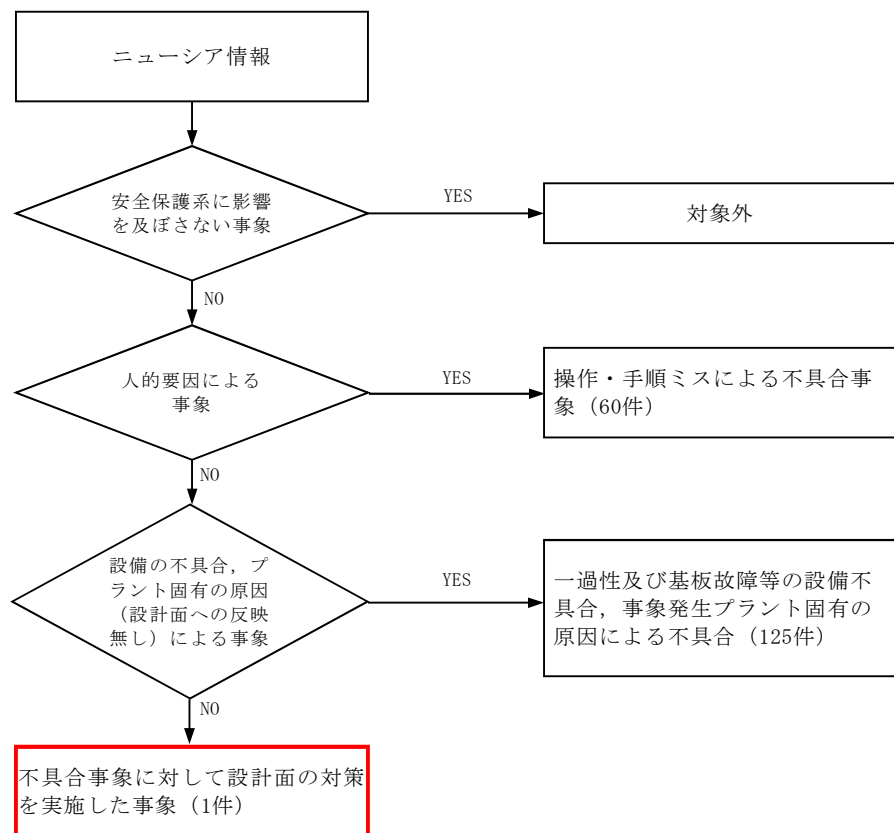 ニューシア情報
安全保護系に影響
を及ぼさない事象
YES
対象外
NO
人的要因による
事象
YES
操作・手順ミスによる不具合事
象（60件）
NO
設備の不具合，プ
ラント固有の原因
（設計面への反映
無し）による事象
YES
一過性及び基板故障等の設備不
具合，事象発生プラント固有の
原因による不具合（125件）
NO
不具合事象に対して設計面の対策
を実施した事象（1件）